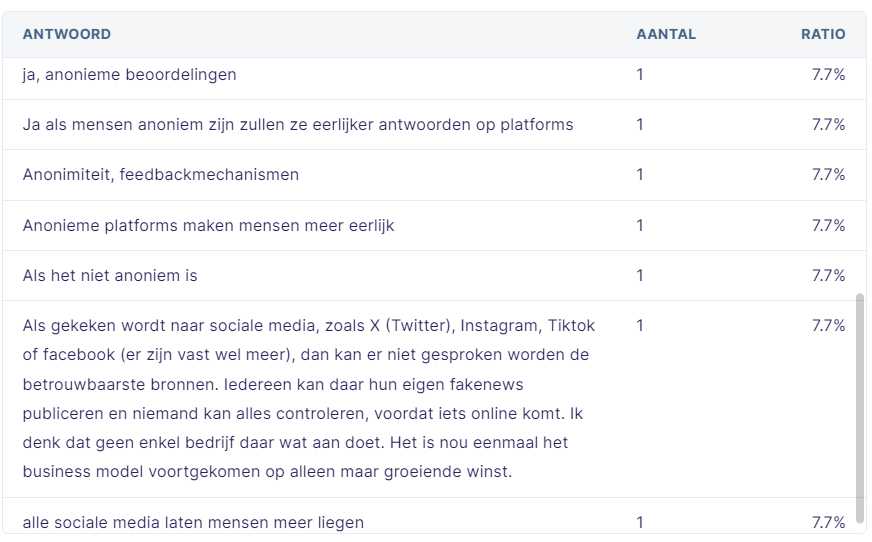 ANTWOORD AANTAL RATIO
ja, anonieme beoordelingen 1 7.7%
Ja als mensen anoniem zijn zullen ze eerlijker antwoorden op platforms 1 7.7%
Anonimiteit, feedbackmechanismen 1 7.7%
Anonieme platforms maken mensen meer eerlijk 1 7.7%
Als het niet anoniem is 1 7.7%
Als gekeken wordt naar sociale media, zoals X (Twitter), Instagram, Tiktok 1 7.7%
of facebook (er zijn vast wel meer), dan kan er niet gesproken worden de
betrouwbaarste bronnen. Iedereen kan daar hun eigen fakenews
publiceren en niemand kan alles controleren, voordat iets online komt. Ik
denk dat geen enkel bedrijf daar wat aan doet. Het is nou eenmaal het
business model voortgekomen op alleen maar groeiende winst.
alle sociale media laten mensen meer liegen 1 7.7%